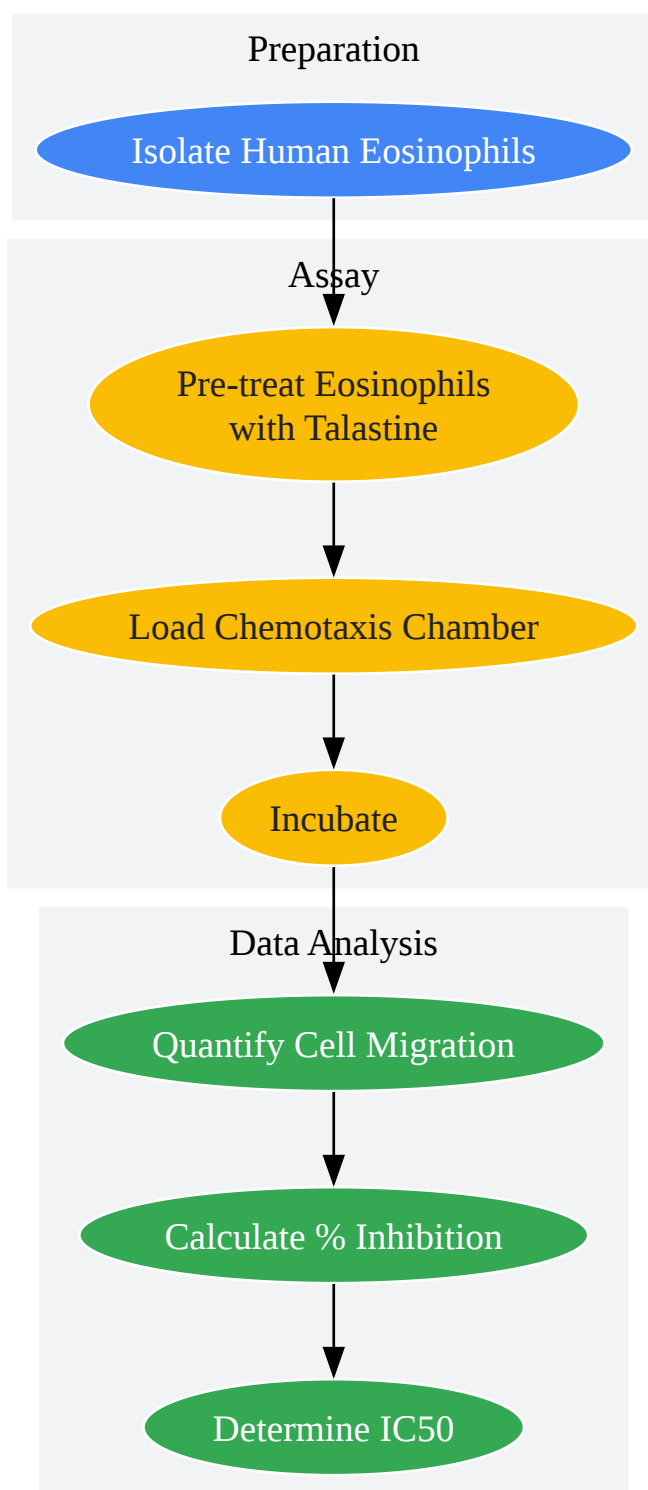 Preparation
Isolate Human Eosinophils
Assay
Pre-treat Eosinophils
with Talastine
Load Chemotaxis Chamber
Incubate
Data Analysis
Quantify Cell Migration
Calculate % Inhibition
Determine IC50